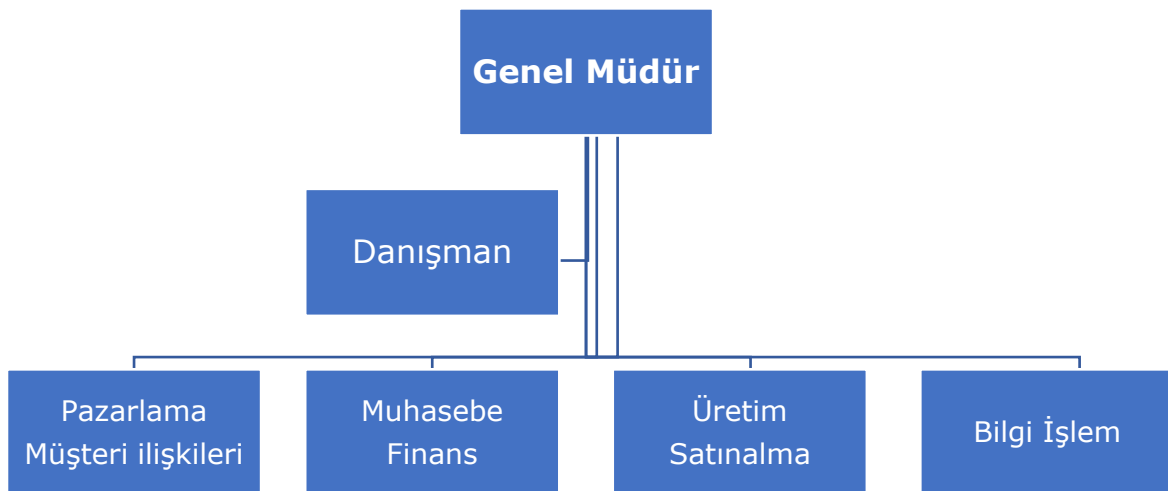 Genel Müdür
Danışman
Pazarlama
Müşteri ilişkileri
Muhasebe
Finans
Üretim
Satınalma
Bilgi İşlem